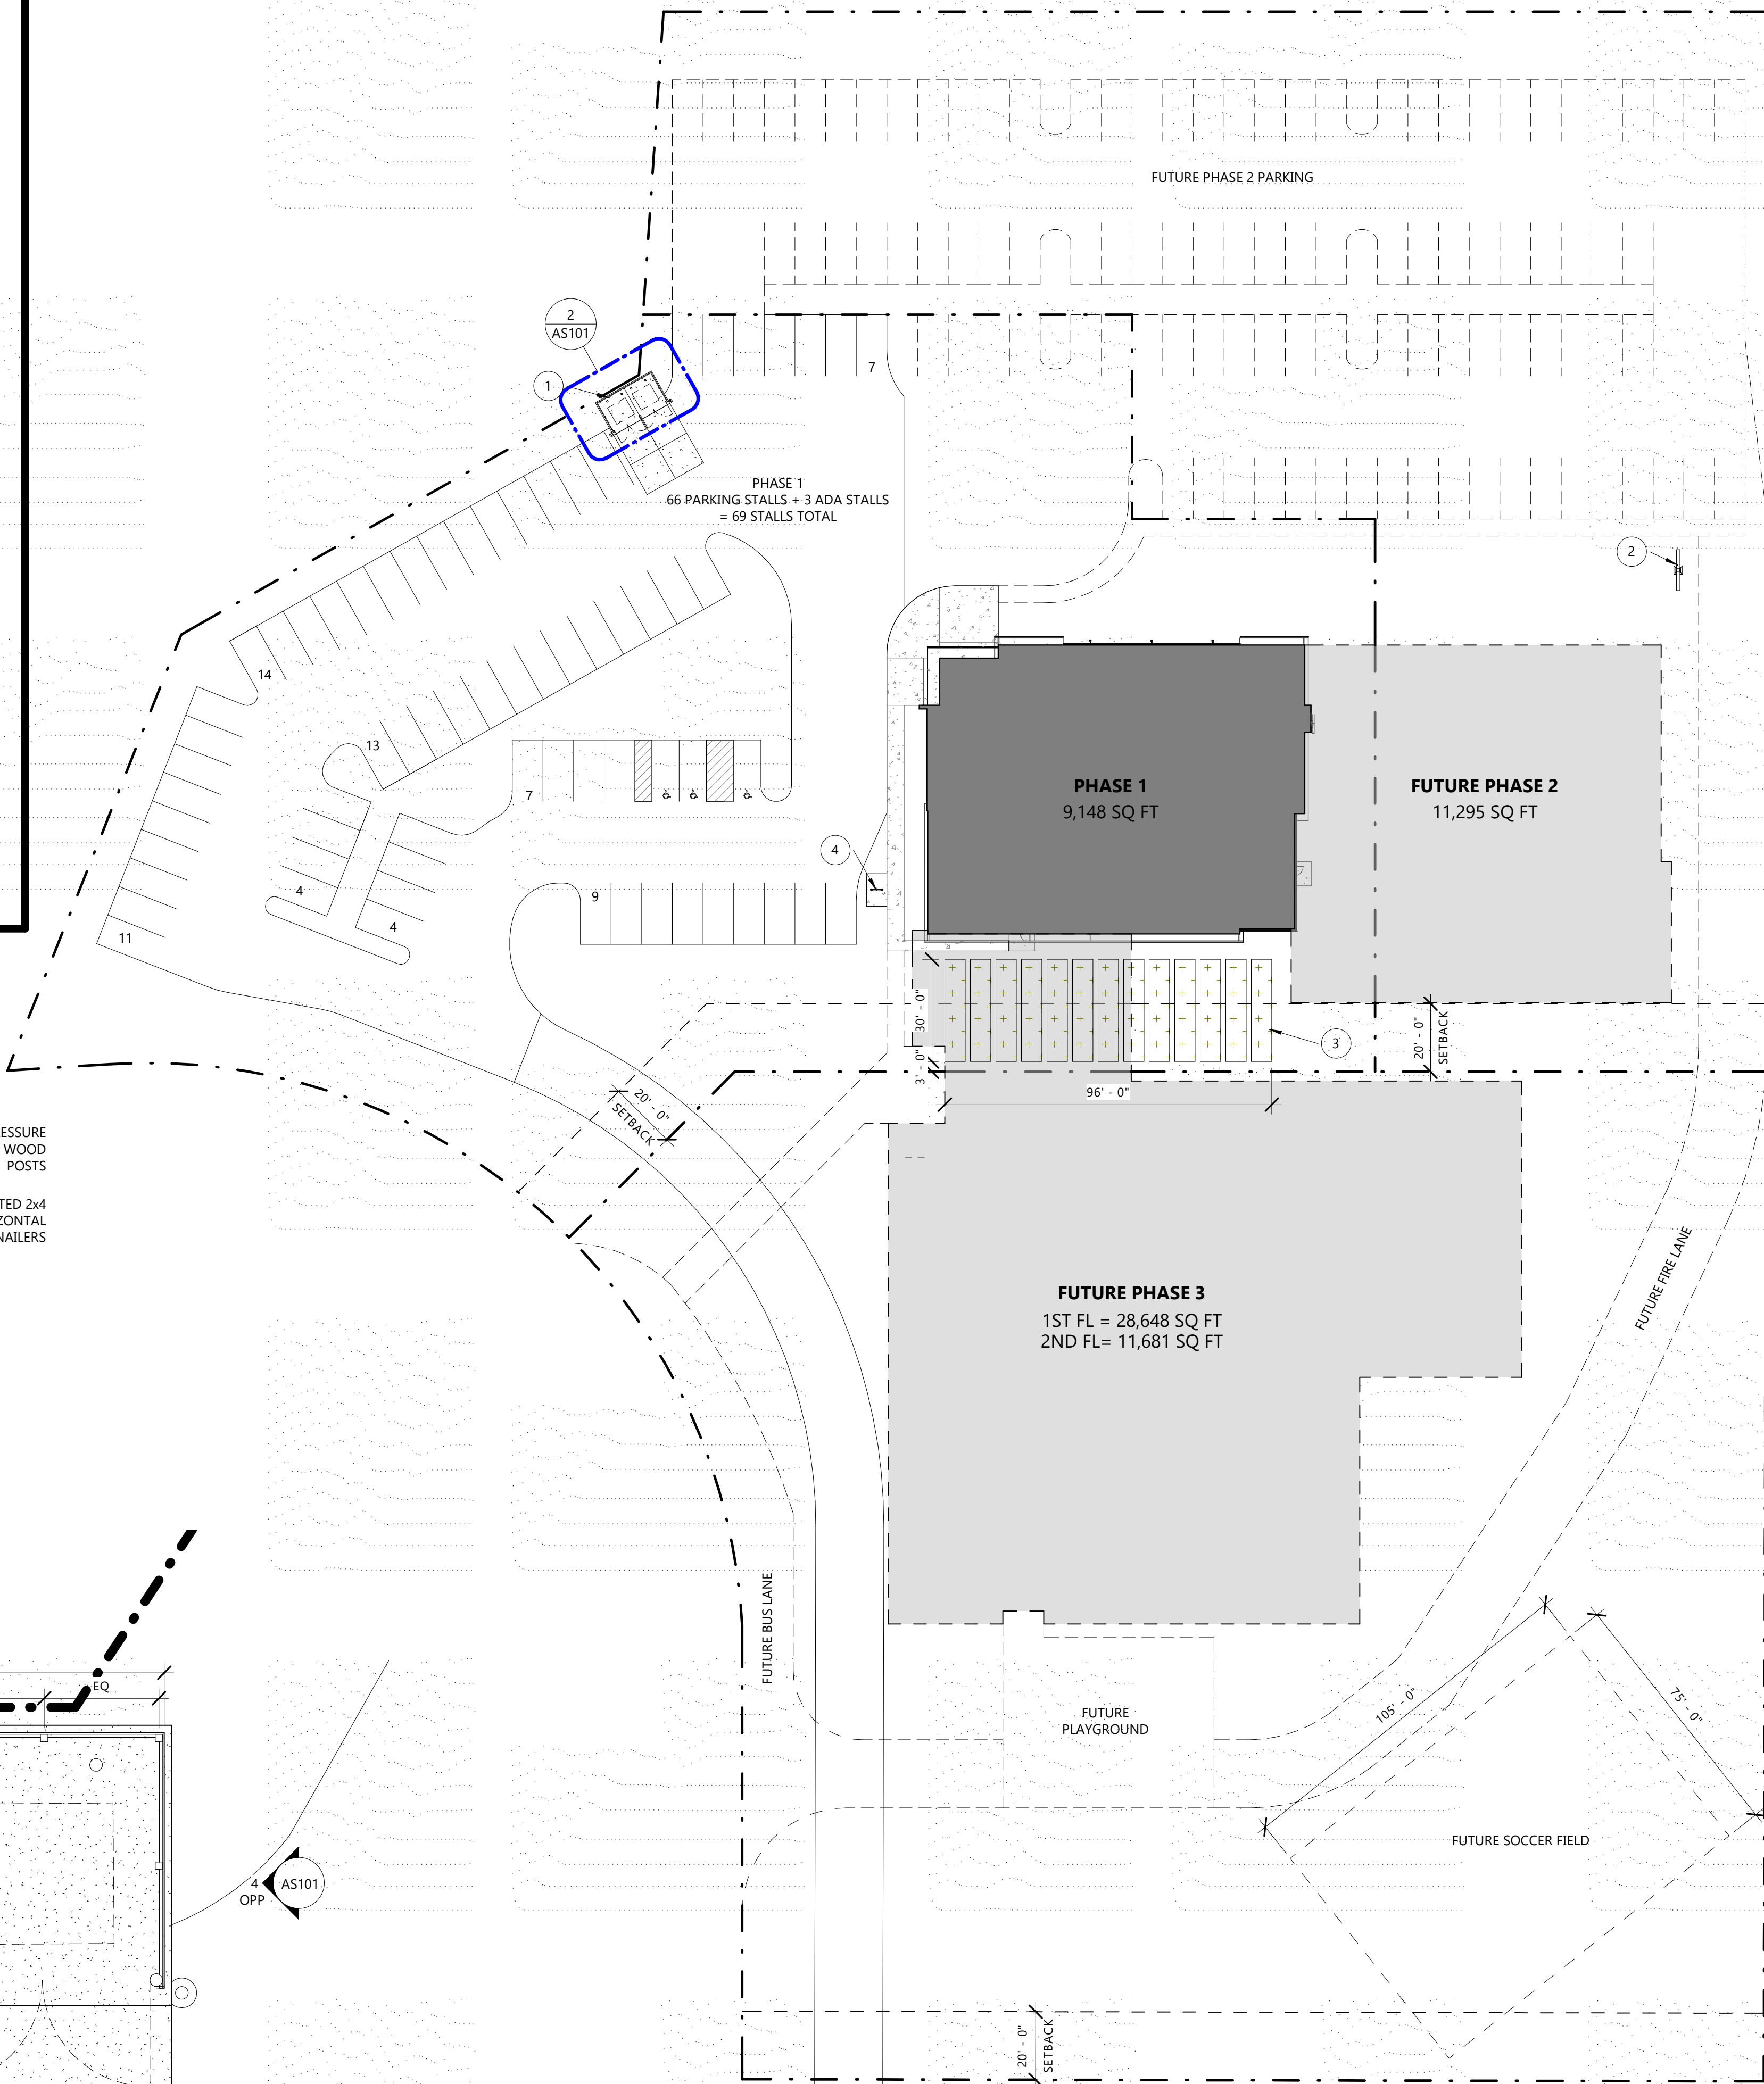 FUTURE PHASE 2 PARKING
2
AS101
1
7
PHASE 1
66 PARKING STALLS + 3 ADA STALLS
= 69 STALLS TOTAL
2
14
13
7
PHASE 1
9,148 SQ FT
FUTURE PHASE 2
11,295 SQ FT
4
4
9
4
11
30' - 0"
3' - 0"
3
20' - 0"
SETBACK
96' - 0"
20' - 0"
SETBACK
ESSURE
WOOD
POSTS
TED 2x4
ZONTAL
NAILERS
FUTURE PHASE 3
1ST FL = 28,648 SQ FT
2ND FL= 11,681 SQ FT
FUTURE FIRE LANE
FUTURE BUS LANE
EQ
FUTURE
PLAYGROUND
105' - 0"
75' - 0"
FUTURE SOCCER FIELD
4
OPP
AS101
20' - 0"
SETBACK